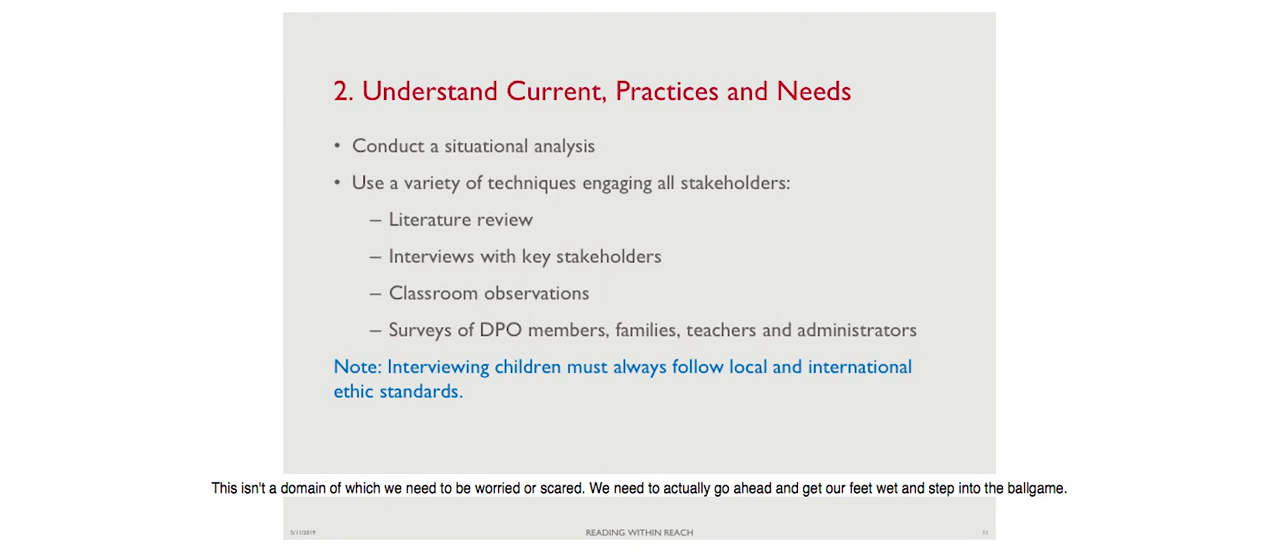 2. Understand Current, Practices and Needs
• Conduct a situational analysis
• Use a variety of techniques engaging all stakeholders:
– Literature review
– Interviews with key stakeholders
– Classroom observations
– Surveys of DPO members, families, teachers and administrators
Note: Interviewing children must always follow local and international
ethic standards.
This isn't a domain of which we need to be worried or scared. We need to actually go ahead and get our feet wet and step into the ballgame.
5/11/2019 READING WITHIN REACH